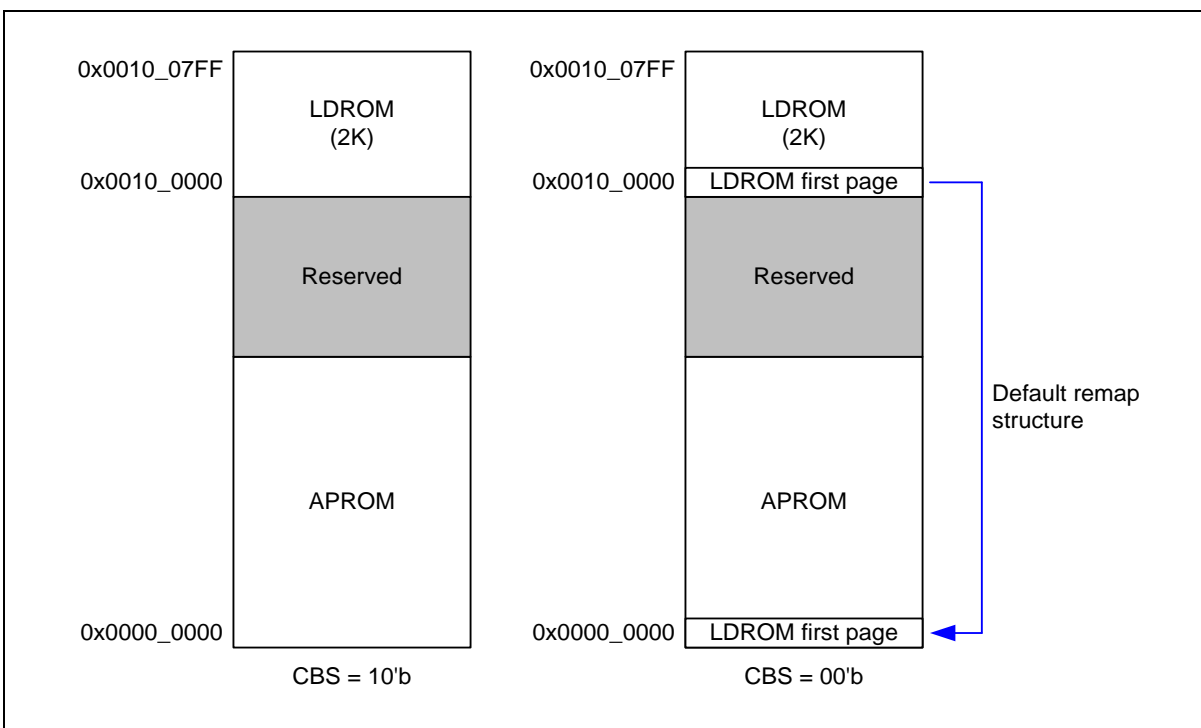 0x0010_07FF
LDROM
(2K)
0x0010_0000
Reserved
APROM
0x0000_0000
CBS = 10'b
0x0010_07FF
LDROM
(2K)
0x0010_0000
LDROM first page
Reserved
APROM
0x0000_0000
LDROM first page
CBS = 00'b
Default remap
structure